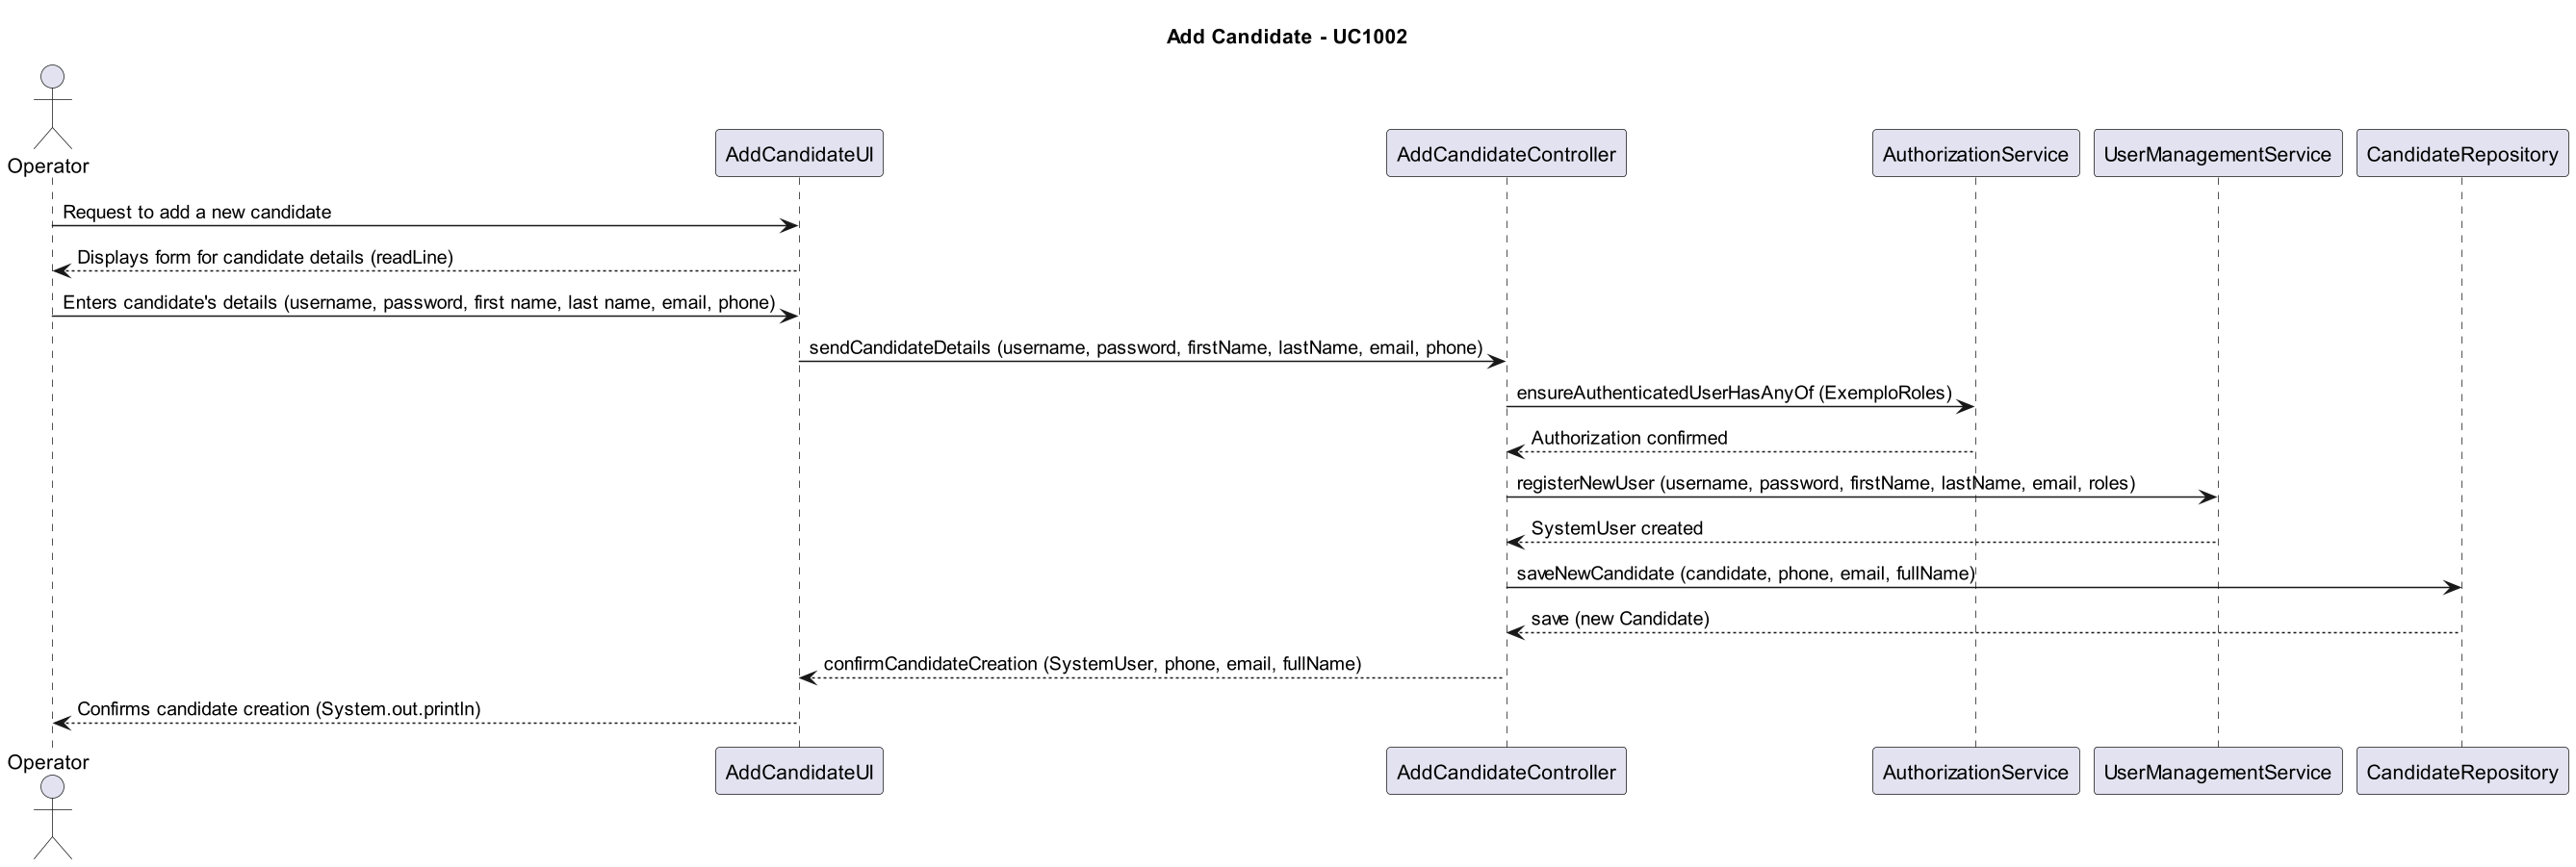 Add Candidate - UC1002
Operator
AddCandidateUI
AddCandidateController
AuthorizationService
UserManagementService
CandidateRepository
Request to add a new candidate
Displays form for candidate details (readLine)
Enters candidate's details (username, password, first name, last name, email, phone)
sendCandidateDetails (username, password, firstName, lastName, email, phone)
ensureAuthenticatedUserHasAnyOf (ExemploRoles)
Authorization confirmed
registerNewUser (username, password, firstName, lastName, email, roles)
SystemUser created
saveNewCandidate (candidate, phone, email, fullName)
save (new Candidate)
confirmCandidateCreation (SystemUser, phone, email, fullName)
Confirms candidate creation (System.out.println)
Operator
AddCandidateUI
AddCandidateController
AuthorizationService
UserManagementService
CandidateRepository